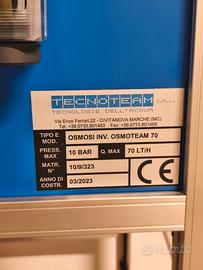 TECNOTEAM S.R.L.
TECNOLOGIE DELL'ACQUA
Via Enzo Ferrari,22 - CIVITANOVA MARCHE (MC)
Tel. +39.0733.801463 Fax: +39.0733.801485
TIPO E MOD. OSMOSI INV. OSMOTEAM 70
PRESS. MAX 10 BAR Q. MAX 70 LT/H
MATR. N° 10/9/323
ANNO DI COSTR. 03/2023
subito